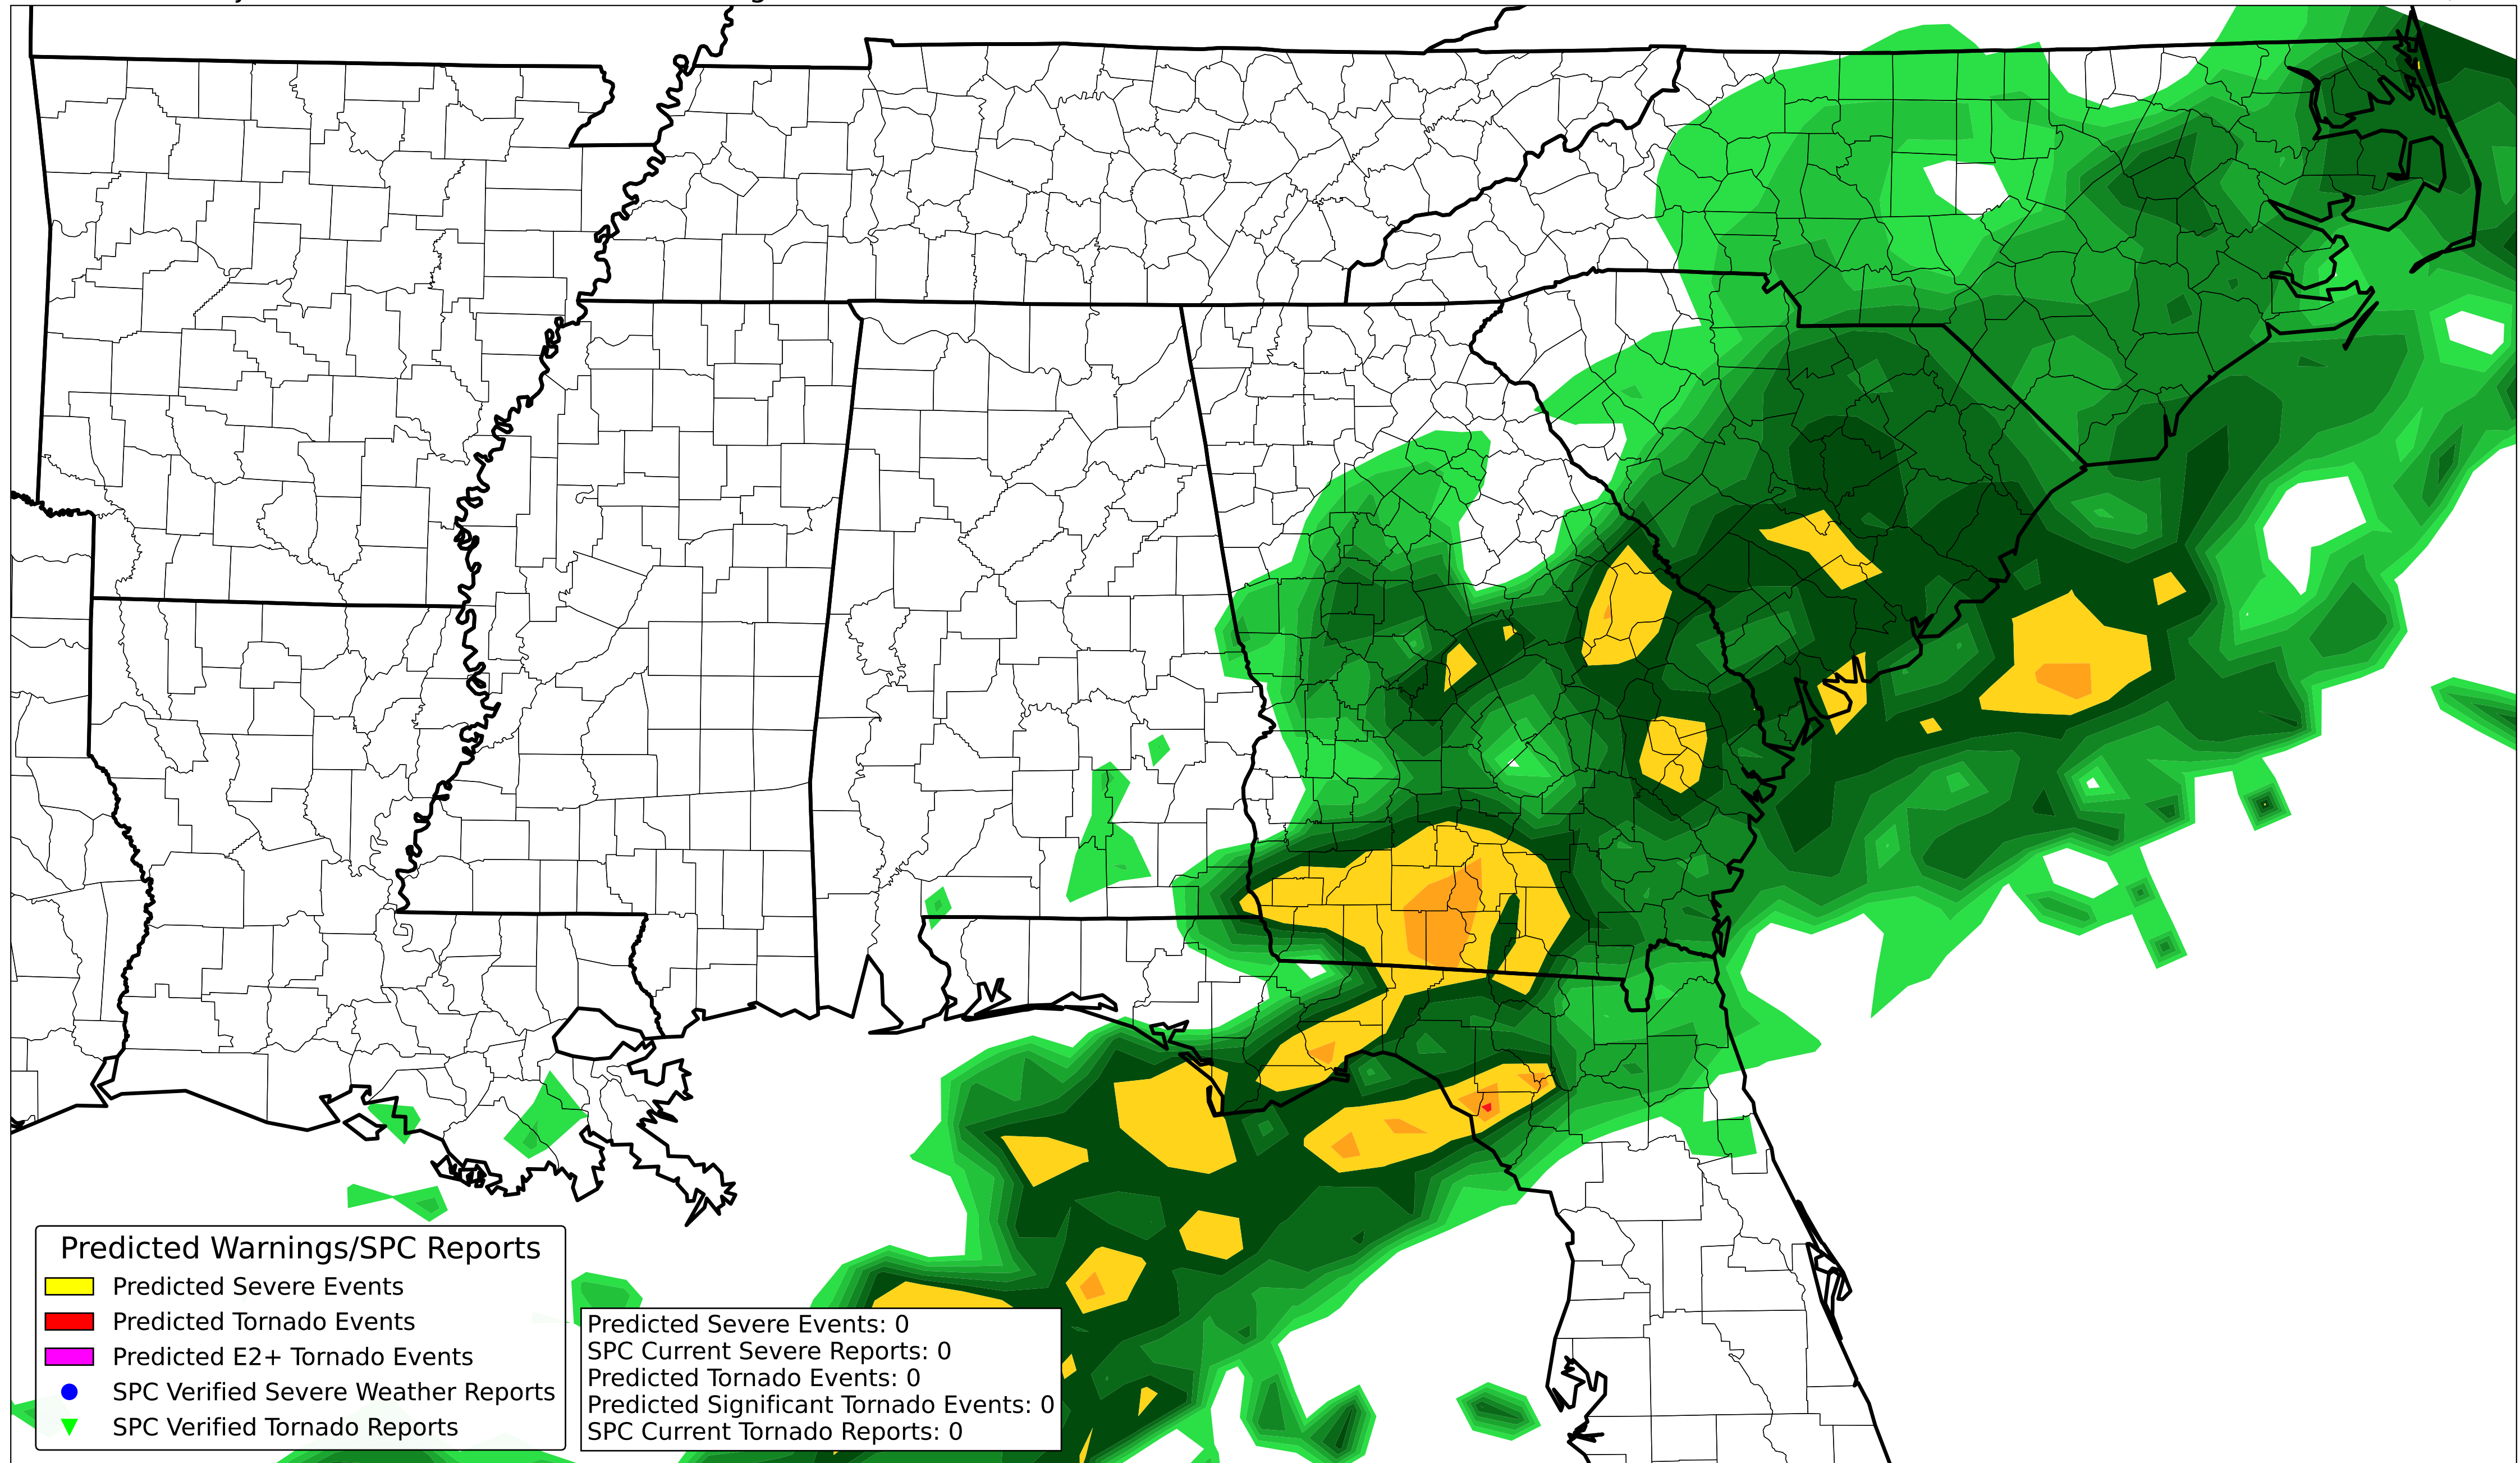 Predicted Warnings/SPC Reports
Predicted Severe Events
Predicted Tornado Events
Predicted E2+ Tornado Events
SPC Verified Severe Weather Reports
SPC Verified Tornado Reports
Predicted Severe Events: 0
SPC Current Severe Reports: 0
Predicted Tornado Events: 0
Predicted Significant Tornado Events: 0
SPC Current Tornado Reports: 0